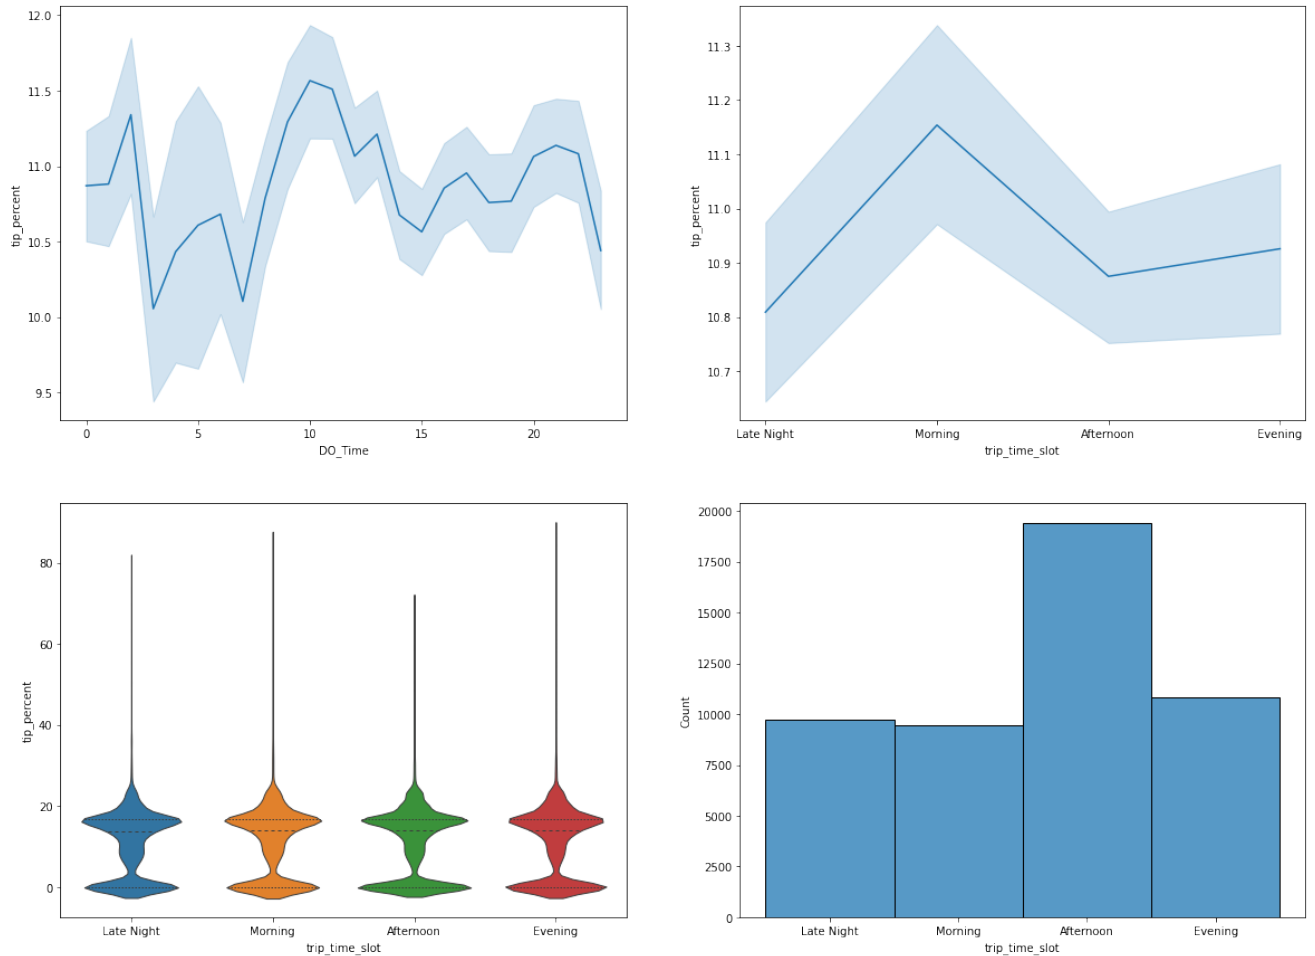 12.0
11.5
11.0
10.5
10.0
9.5
tip_percent
0 5 10 15 20
DO_Time
11.3
11.2
11.1
11.0
10.9
10.8
10.7
tip_percent
Late Night Morning Afternoon Evening
trip_time_slot
80
60
40
20
0
tip_percent
Late Night Morning Afternoon Evening
trip_time_slot
20000
17500
15000
12500
10000
7500
5000
2500
0
Count
Late Night Morning Afternoon Evening
trip_time_slot